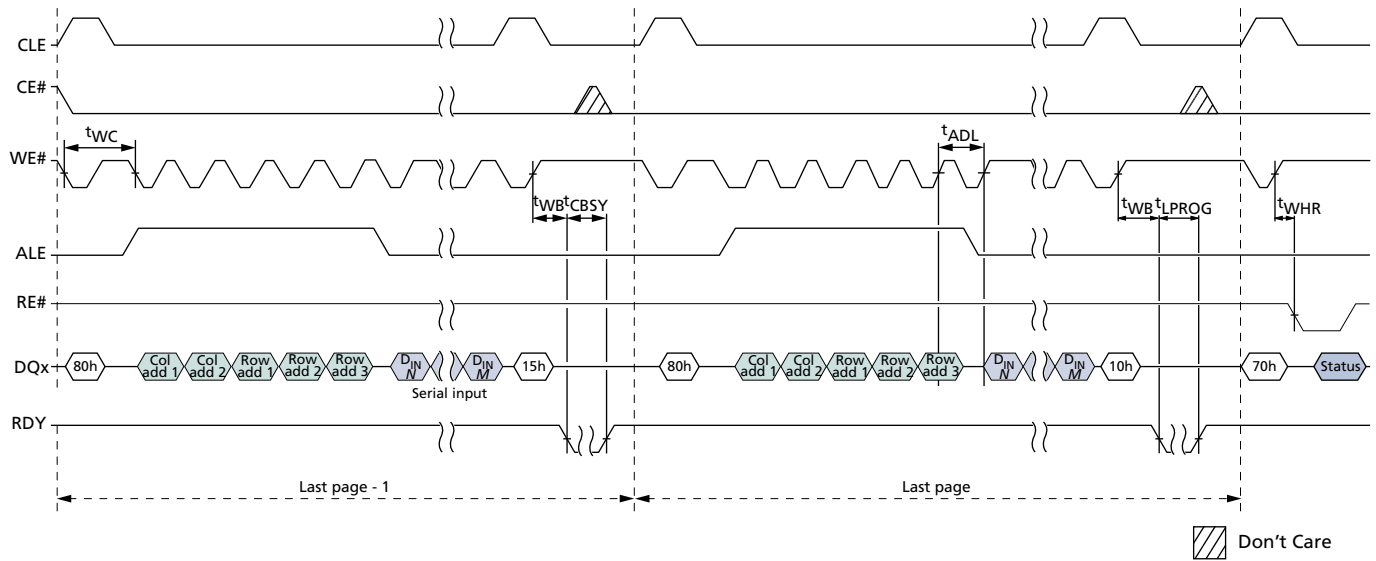 CLE
CE#
tWC
tADL
WE#
tWB tCBSY
tWB tLPROG
tWHR
ALE
RE#
DQx
80h
Col add 1
Col add 2
Row add 1
Row add 2
Row add 3
DIN N
DIN M
15h
80h
Col add 1
Col add 2
Row add 1
Row add 2
Row add 3
DIN N
DIN M
10h
70h
Status
Serial input
RDY
Last page - 1
Last page
Don't Care